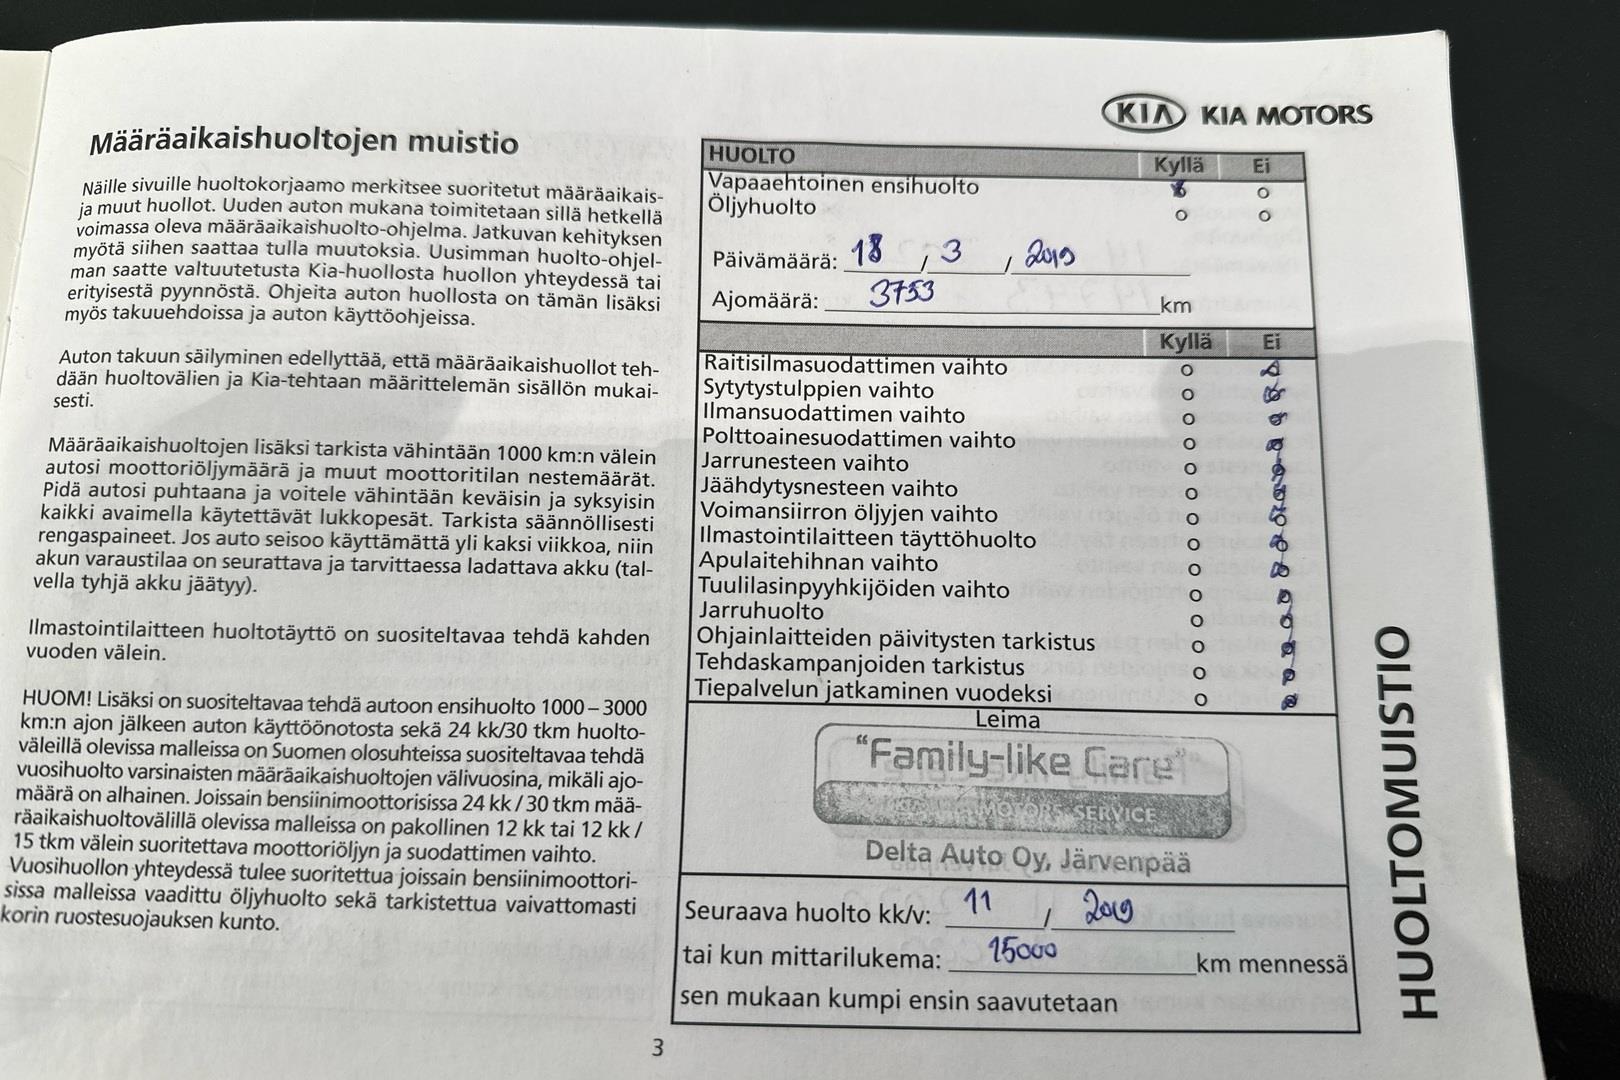 Määräaikaishuoltojen muistio
Näille sivuille huoltokorjaamo merkitsee suoritetut määräaikais-
ja muut huollot. Uuden auton mukana toimitetaan sillä hetkellä
voimassa oleva määräaikaishuolto-ohjelma. Jatkuvan kehityksen
myötä siihen saattaa tulla muutoksia. Uusimman huolto-ohjel-
man saatte valtuutetusta Kia-huollosta huollon yhteydessä tai
erityisestä pyynnöstä. Ohjeita auton huollosta on tämän lisäksi
myös takuuehdoissa ja auton käyttöohjeissa.
Auton takuun säilyminen edellyttää, että määräaikaishuollot teh-
dään huoltovälien ja Kia-tehtaan määrittelemän sisällön mukai-
sesti.
Määräaikaishuoltojen lisäksi tarkista vähintään 1000 km:n välein
autosi moottoriöljymäärä ja muut moottoritilan nestemäärät.
Pidä autosi puhtaana ja voitele vähintään keväisin ja syksyisin
kaikki avaimella käytettävät lukkopesät. Tarkista säännöllisesti
rengaspaineet. Jos auto seisoo käyttämättä yli kaksi viikkoa, niin
akun varaustilaa on seurattava ja tarvittaessa ladattava akku (tal-
vella tyhjä akku jäätyy).
Ilmastointilaitteen huoltotäyttö on suositeltavaa tehdä kahden
vuoden välein.
HUOM! Lisäksi on suositeltavaa tehdä autoon ensihuolto 1000 – 3000
km:n ajon jälkeen auton käyttöönotosta sekä 24 kk/30 tkm huolto-
väleillä olevissa malleissa on Suomen olosuhteissa suositeltavaa tehdä
vuosihuolto varsinaisten määräaikaishuoltojen välivuosina, mikäli ajo-
määrä on alhainen. Joissain bensiinimoottorisissa 24 kk / 30 tkm mää-
räaikaishuoltovälillä olevissa malleissa on pakollinen 12 kk tai 12 kk /
15 tkm välein suoritettava moottoriöljyn ja suodattimen vaihto.
Vuosihuollon yhteydessä tulee suoritettua joissain bensiinimoottori-
sissa malleissa vaadittu öljyhuolto sekä tarkistettua vaivattomasti
korin ruostesuojauksen kunto.
KIA KIA MOTORS
HUOLTO Kyllä Ei
Vapaaehtoinen ensihuolto
Öljyhuolto
Päivämäärä: 18 / 3 / 2019
Ajomäärä: 3753 km
Kyllä Ei
Raitisilmasuodattimen vaihto
Sytytystulppien vaihto
Ilmansuodattimen vaihto
Polttoainesuodattimen vaihto
Jarrunesteen vaihto
Jäähdytysnesteen vaihto
Voimansiirron öljyjen vaihto
Ilmastointilaitteen täyttöhuolto
Apulaitehihnan vaihto
Tuulilasinpyyhkijöiden vaihto
Jarruhuolto
Ohjainlaitteiden päivitysten tarkistus
Tehdaskampanjoiden tarkistus
Tiepalvelun jatkaminen vuodeksi
Leima
"Family-like Care"
KIA MOTORS SERVICE
Delta Auto Oy, Järvenpää
Seuraava huolto kk/v: 11 / 2019
tai kun mittarilukema: 15000 km mennessä
sen mukaan kumpi ensin saavutetaan
HUOLTOMUISTIO
3